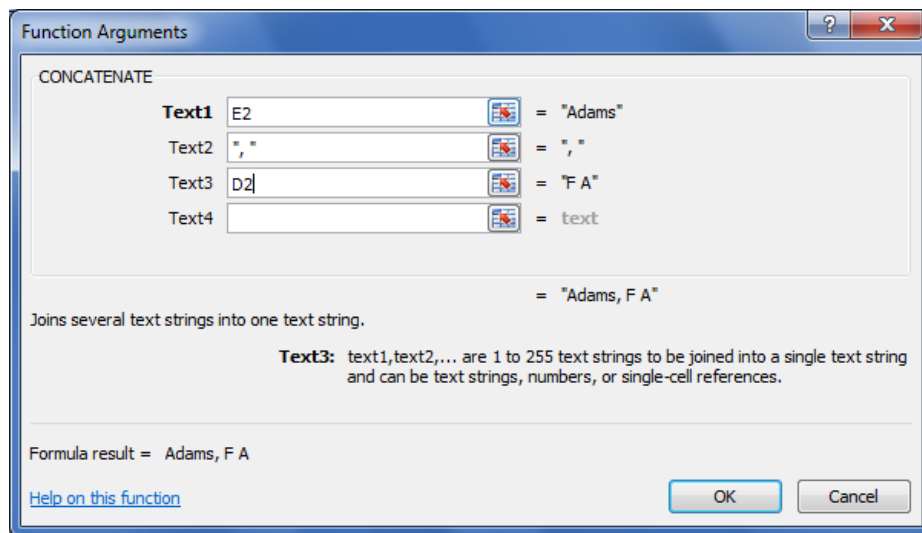 Function Arguments
CONCATENATE
Text1 E2 = "Adams"
Text2 ", " = ", "
Text3 D2 = "F A"
Text4 = text
= "Adams, F A"
Joins several text strings into one text string.
Text3: text1,text2,... are 1 to 255 text strings to be joined into a single text string
and can be text strings, numbers, or single-cell references.
Formula result = Adams, F A
Help on this function
OK Cancel